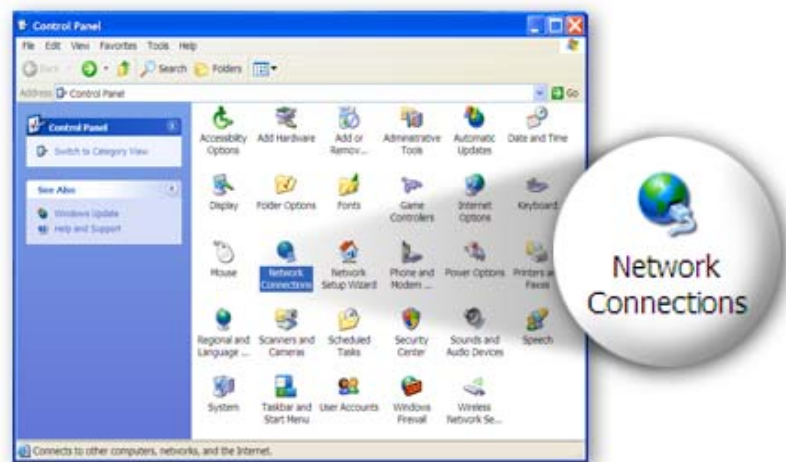 Control Panel
File Edit View Favorites Tools Help
Back Search Folders
Address Control Panel Go
Control Panel
Switch to Category View
See Also
Windows Update
Help and Support
Accessibility Options
Add Hardware
Add or Remov...
Administrative Tools
Automatic Updates
Date and Time
Display
Folder Options
Fonts
Game Controllers
Internet Options
Keyboard
Mouse
Network Connections
Network Setup Wizard
Phone and Modem ...
Power Options
Printers and Faxes
Regional and Language ...
Scanners and Cameras
Scheduled Tasks
Security Center
Sounds and Audio Devices
Speech
System
Taskbar and Start Menu
User Accounts
Windows Firewall
Wireless Network Se...
Connects to other computers, networks, and the Internet.
Network
Connections